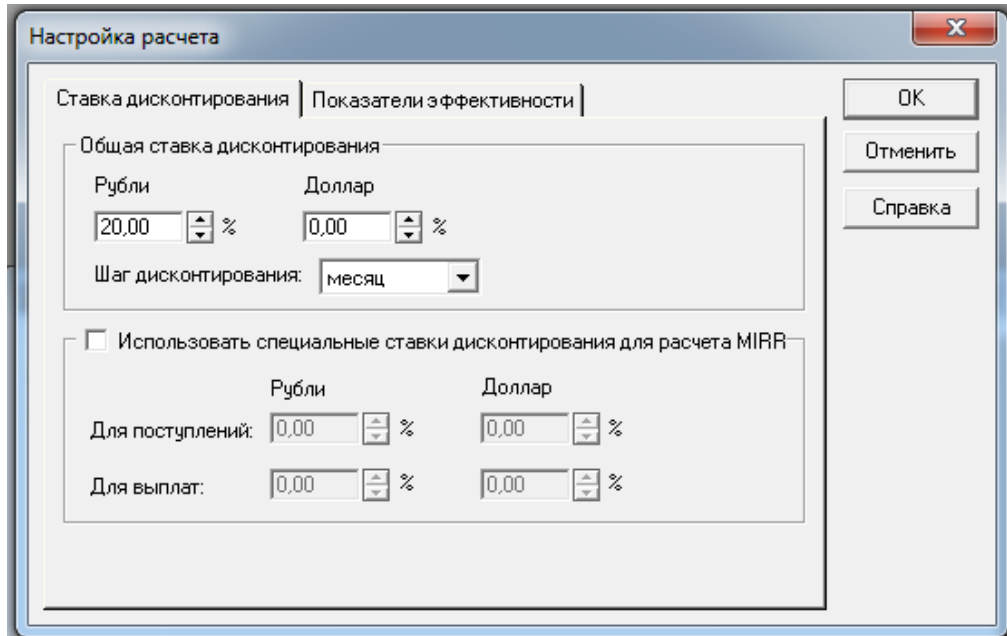 Настройка расчета
Ставка дисконтирования Показатели эффективности
OK
Отменить
Справка
Общая ставка дисконтирования
Рубли Доллар
20,00 % 0,00 %
Шаг дисконтирования: месяц
Использовать специальные ставки дисконтирования для расчета MIRR
Рубли Доллар
Для поступлений: 0,00 % 0,00 %
Для выплат: 0,00 % 0,00 %